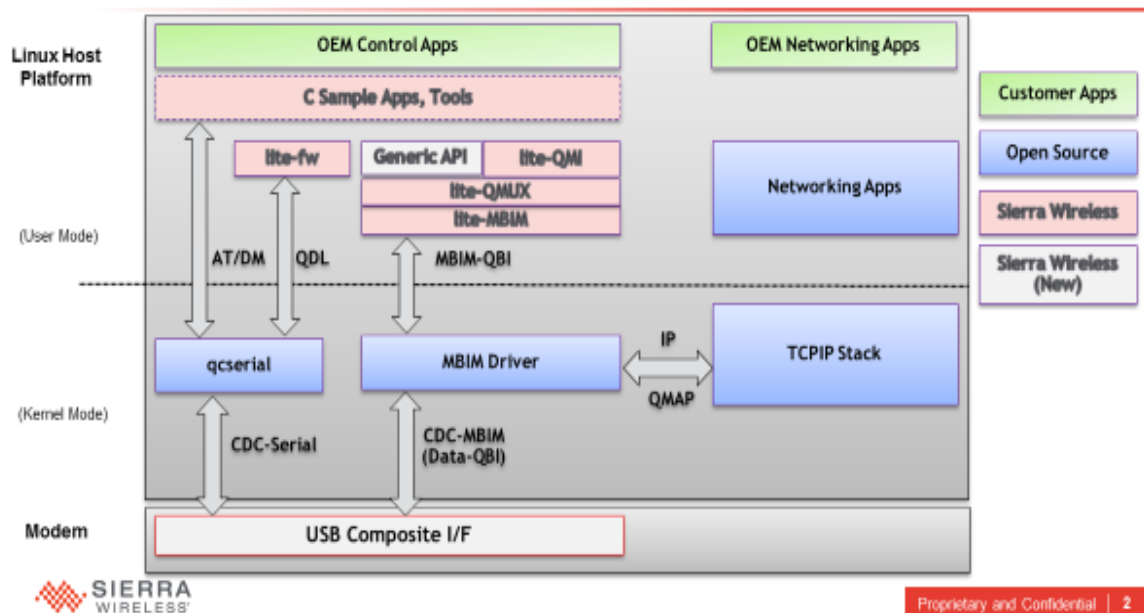 Linux Host
Platform
OEM Control Apps
OEM Networking Apps
C Sample Apps, Tools
Customer Apps
lite-fw
Generic API
lite-QMI
Open Source
lite-QMUX
Networking Apps
lite-MBIM
Sierra Wireless
(User Mode)
AT/DM
QDL
MBIM-QBI
Sierra Wireless
(New)
qcserial
MBIM Driver
IP
TCPIP Stack
QMAP
(Kernel Mode)
CDC-Serial
CDC-MBIM
(Data-QBI)
Modem
USB Composite I/F
SIERRA
WIRELESS
Proprietary and Confidential | 2